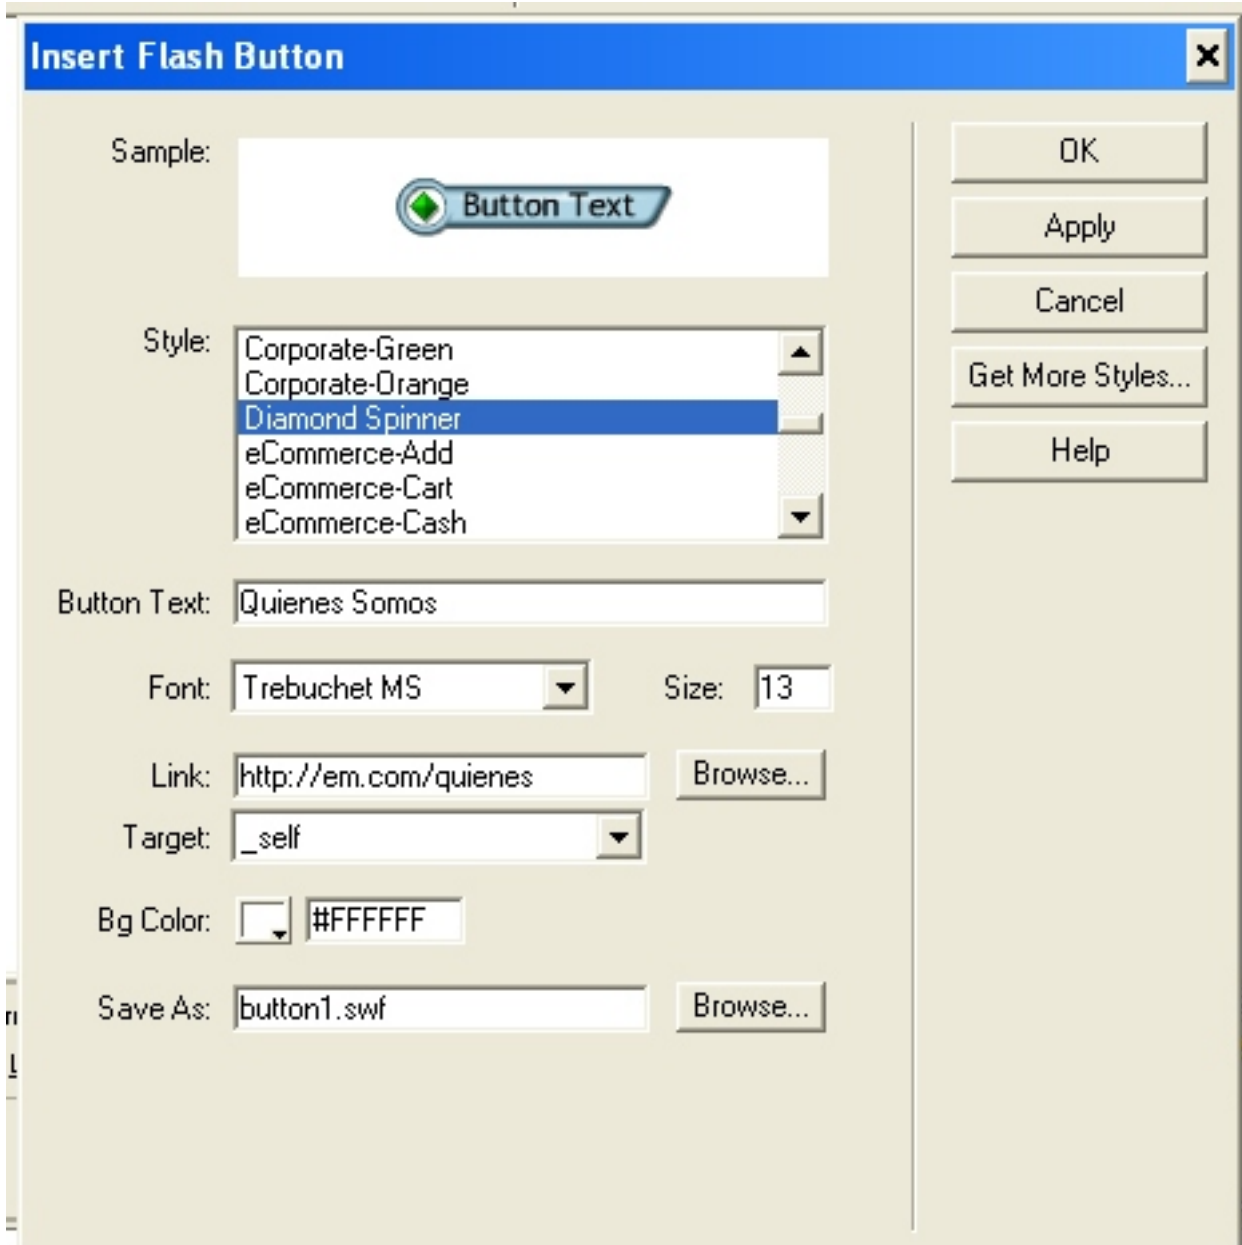 Insert Flash Button
Sample:
Button Text
OK
Apply
Cancel
Get More Styles...
Help
Style:
Corporate-Green
Corporate-Orange
Diamond Spinner
eCommerce-Add
eCommerce-Cart
eCommerce-Cash
Button Text: Quienes Somos
Font: Trebuchet MS Size: 13
Link: http://em.com/quienes Browse...
Target: _self
Bg Color: #FFFFFF
Save As: button1.swf Browse...